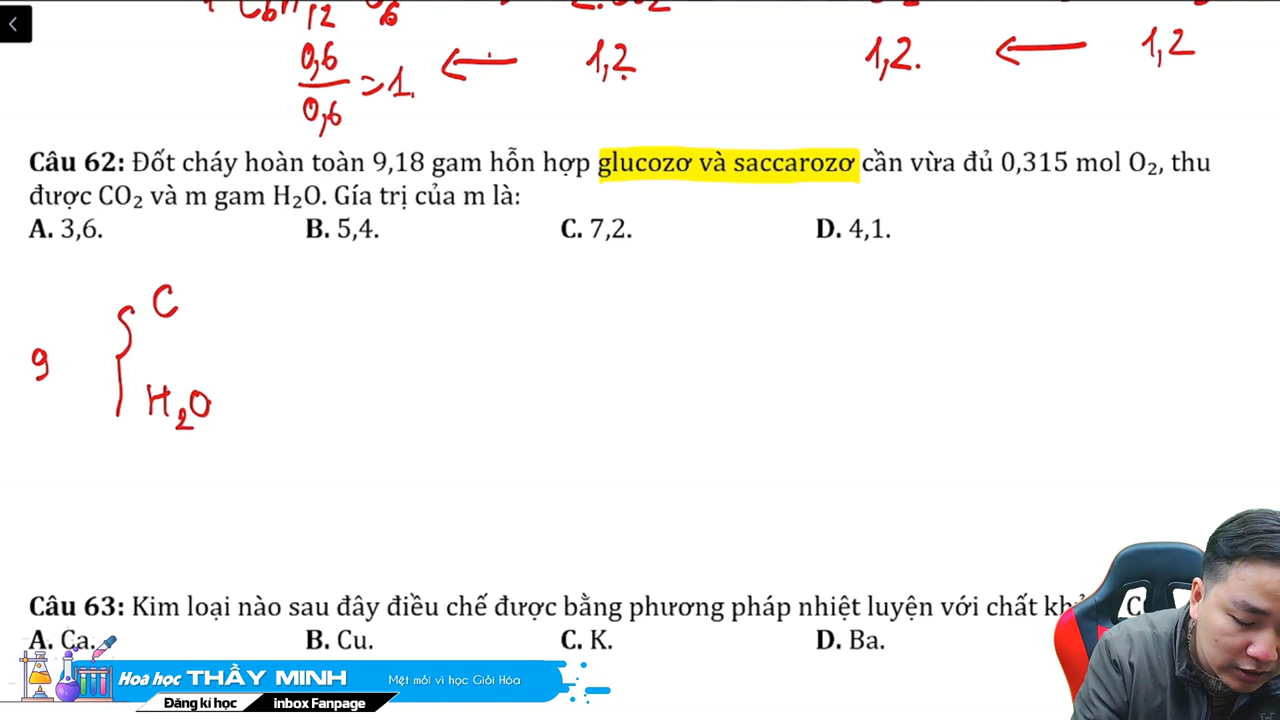 12
0,6
0,6
=1.
←
1,2
1,2.
←
1,2
Câu 62: Đốt cháy hoàn toàn 9,18 gam hỗn hợp glucozơ và saccarozơ cần vừa đủ 0,315 mol O₂, thu
được CO₂ và m gam H₂O. Gía trị của m là:
A. 3,6. B. 5,4. C. 7,2. D. 4,1.
C
9
H₂O
Câu 63: Kim loại nào sau đây điều chế được bằng phương pháp nhiệt luyện với chất
A. Ca. B. Cu. C. K. D. Ba.
Hoá học THẦY MINH Mệt mỏi vì học Giỏi Hóa
Đăng kí học inbox Fanpage